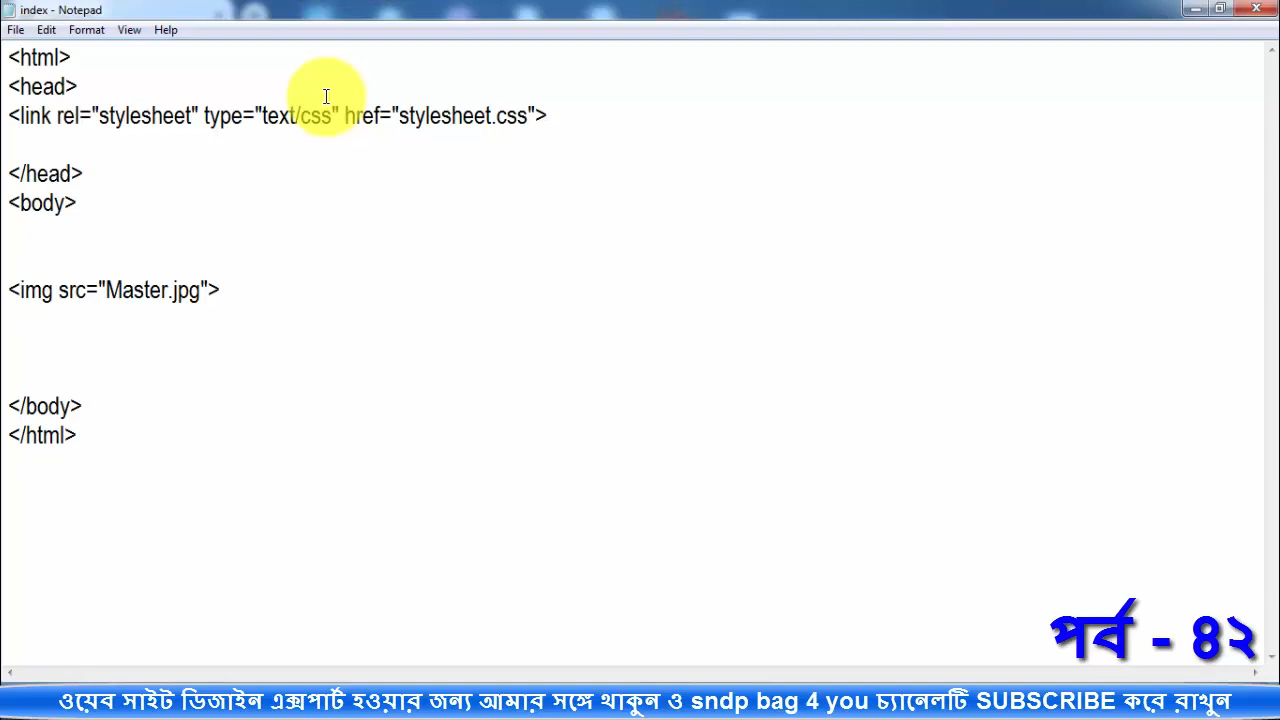 index - Notepad
File Edit Format View Help
<html>
<head>
<link rel="stylesheet" type="text/css" href="stylesheet.css">
</head>
<body>
<img src="Master.jpg">
</body>
</html>
পর্ব - ৪২
ওয়েব সাইট ডিজাইন এক্সপার্ট হওয়ার জন্য আমার সঙ্গে থাকুন ও sndp bag 4 you চ্যানেলটি SUBSCRIBE করে রাখুন